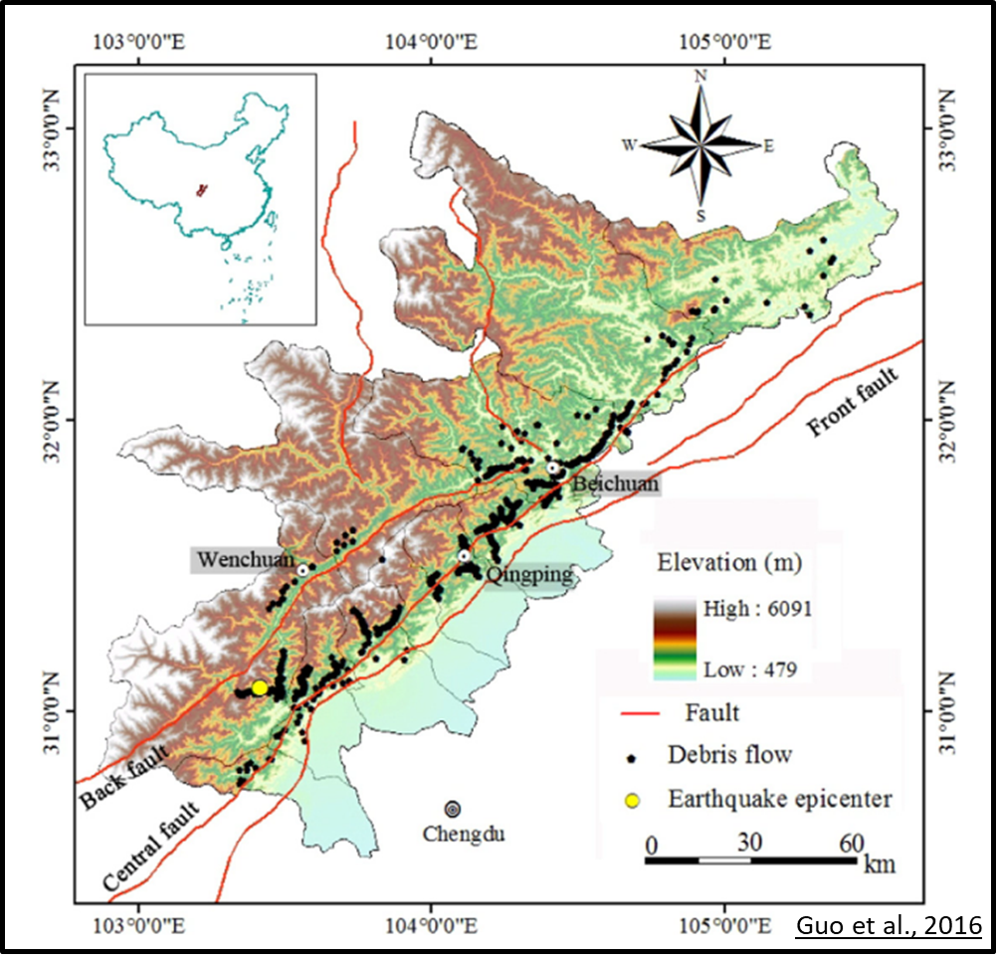 103°0'0"E 104°0'0"E 105°0'0"E
33°0'0"N
33°0'0"N
N
W E
S
32°0'0"N
32°0'0"N
Front fault
Beichuan
Wenchuan
Qingping
Elevation (m)
High : 6091
Low : 479
31°0'0"N
31°0'0"N
Fault
Debris flow
Earthquake epicenter
Back fault
Central fault
Chengdu
0 30 60
km
103°0'0"E 104°0'0"E 105°0'0"E
Guo et al., 2016